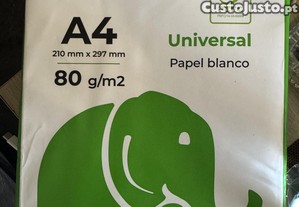 CustoJusto.pt
A4
210 mm x 297 mm
80 g/m2
Universal
Papel blanco